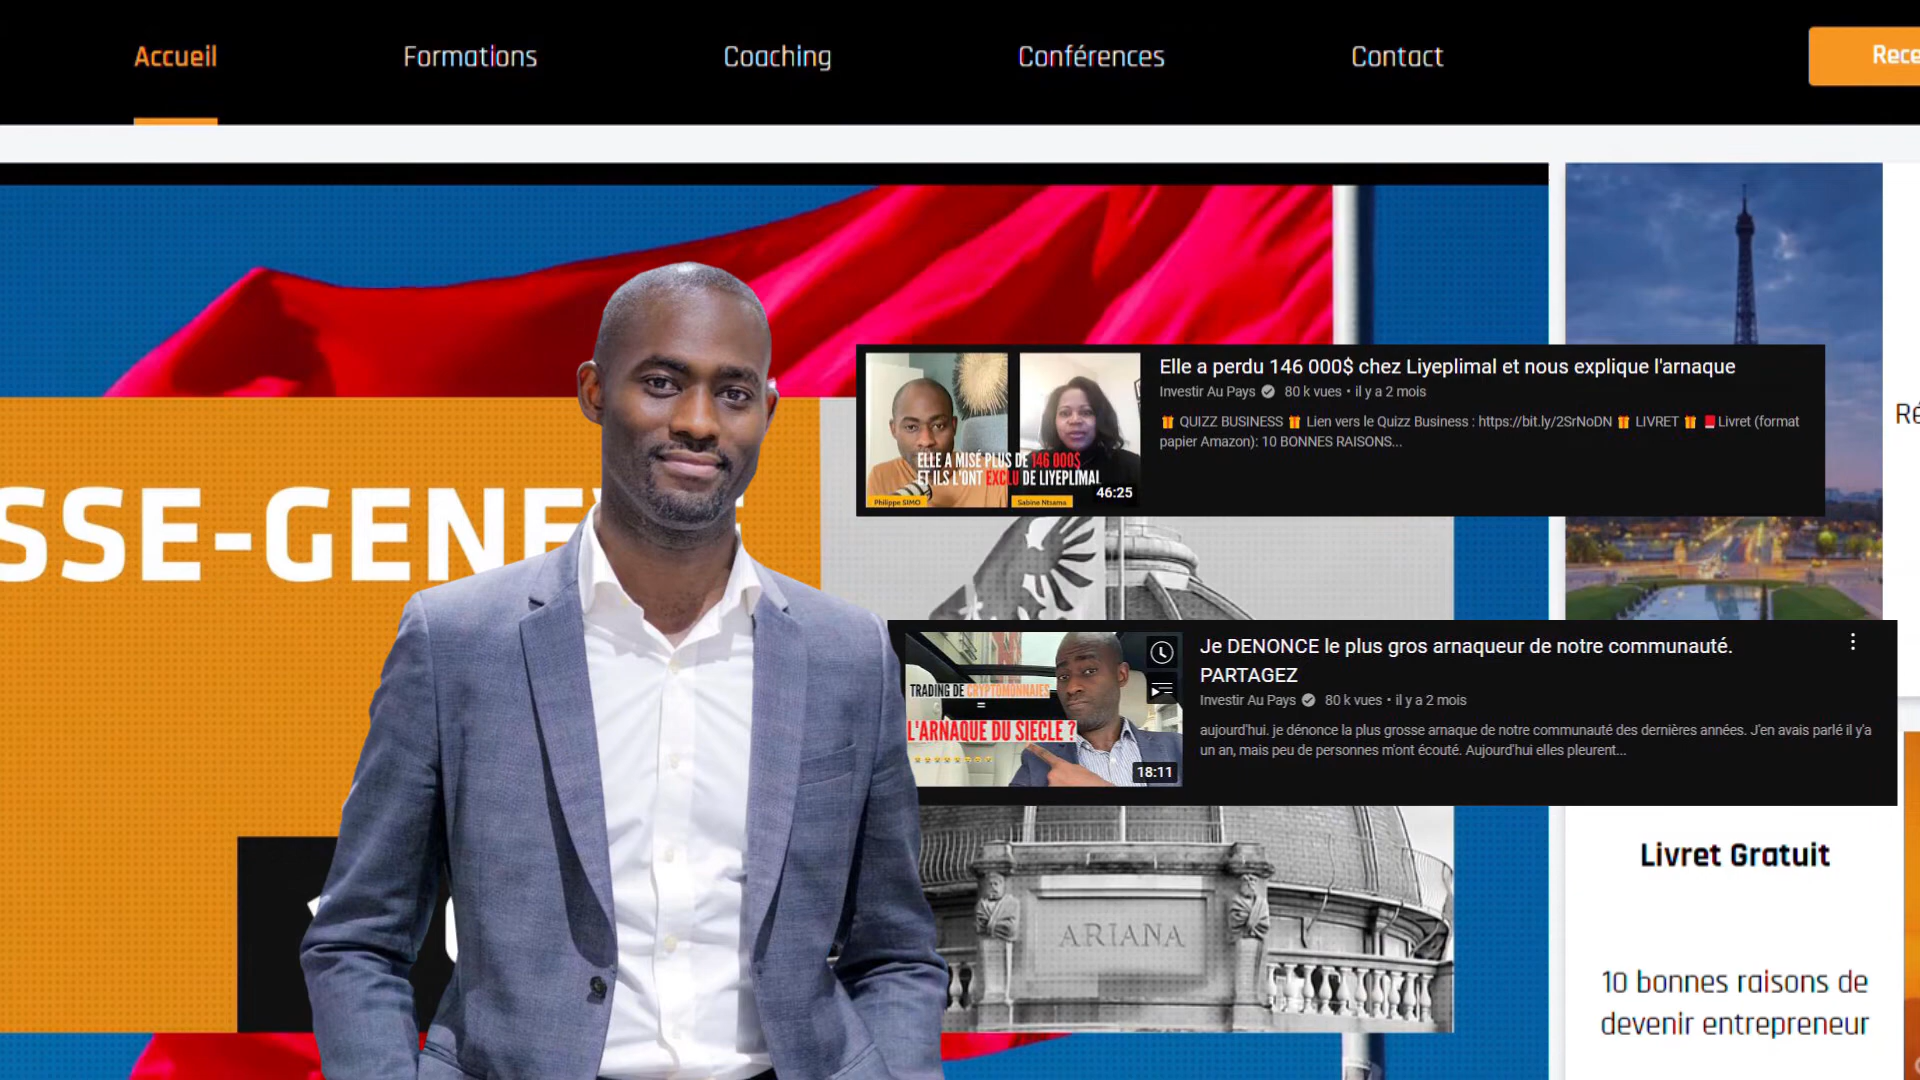 Accueil
Formations
Coaching
Conférences
Contact
Elle a perdu 146 000$ chez Liyeplimal et nous explique l'arnaque
Investir Au Pays 80 k vues • il y a 2 mois
QUIZZ BUSINESS Lien vers le Quizz Business : https://bit.ly/2SrNoDN LIVRET Livret (format
papier Amazon): 10 BONNES RAISONS...
ELLE A MISÉ PLUS DE 146 000$
ET ILS L'ONT EXCLU DE LIYEPLIMAL
Philippe SIMO
Sabine Ntsama
46:25
SSE-GENE
Je DENONCE le plus gros arnaqueur de notre communauté.
PARTAGEZ
Investir Au Pays 80 k vues • il y a 2 mois
aujourd'hui. je dénonce la plus grosse arnaque de notre communauté des dernières années. J'en avais parlé il y'a
un an, mais peu de personnes m'ont écouté. Aujourd'hui elles pleurent...
TRADING DE CRYPTOMONNAIES
=
L'ARNAQUE DU SIECLE ?
18:11
ARIANA
Livret Gratuit
10 bonnes raisons de
devenir entrepreneur